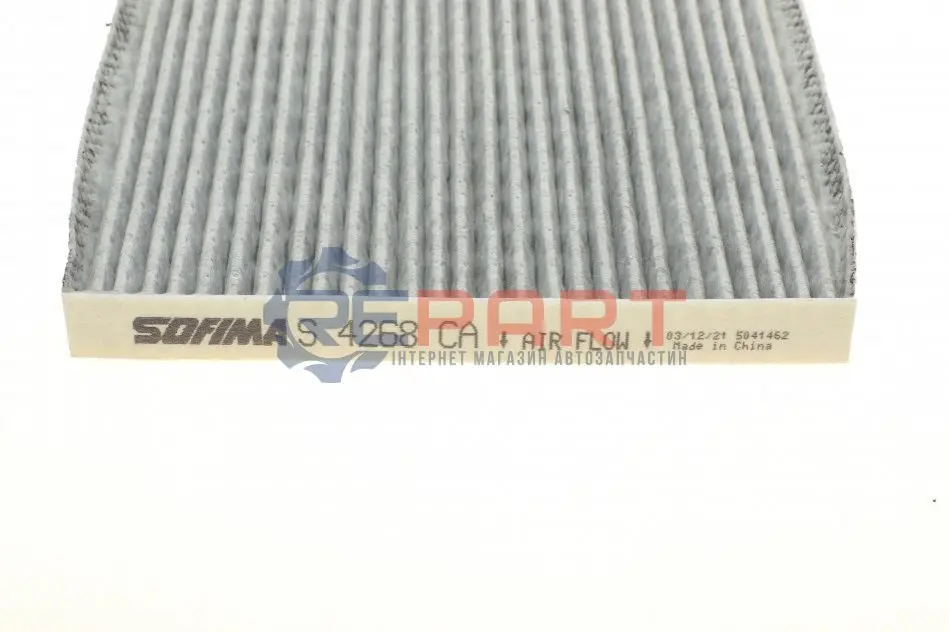 SOFIMA S 4268 CA ↓ AIR FLOW ↓ 03/12/21 5041462
Made in China
REPART
ІНТЕРНЕТ МАГАЗИН АВТОЗАПЧАСТИН